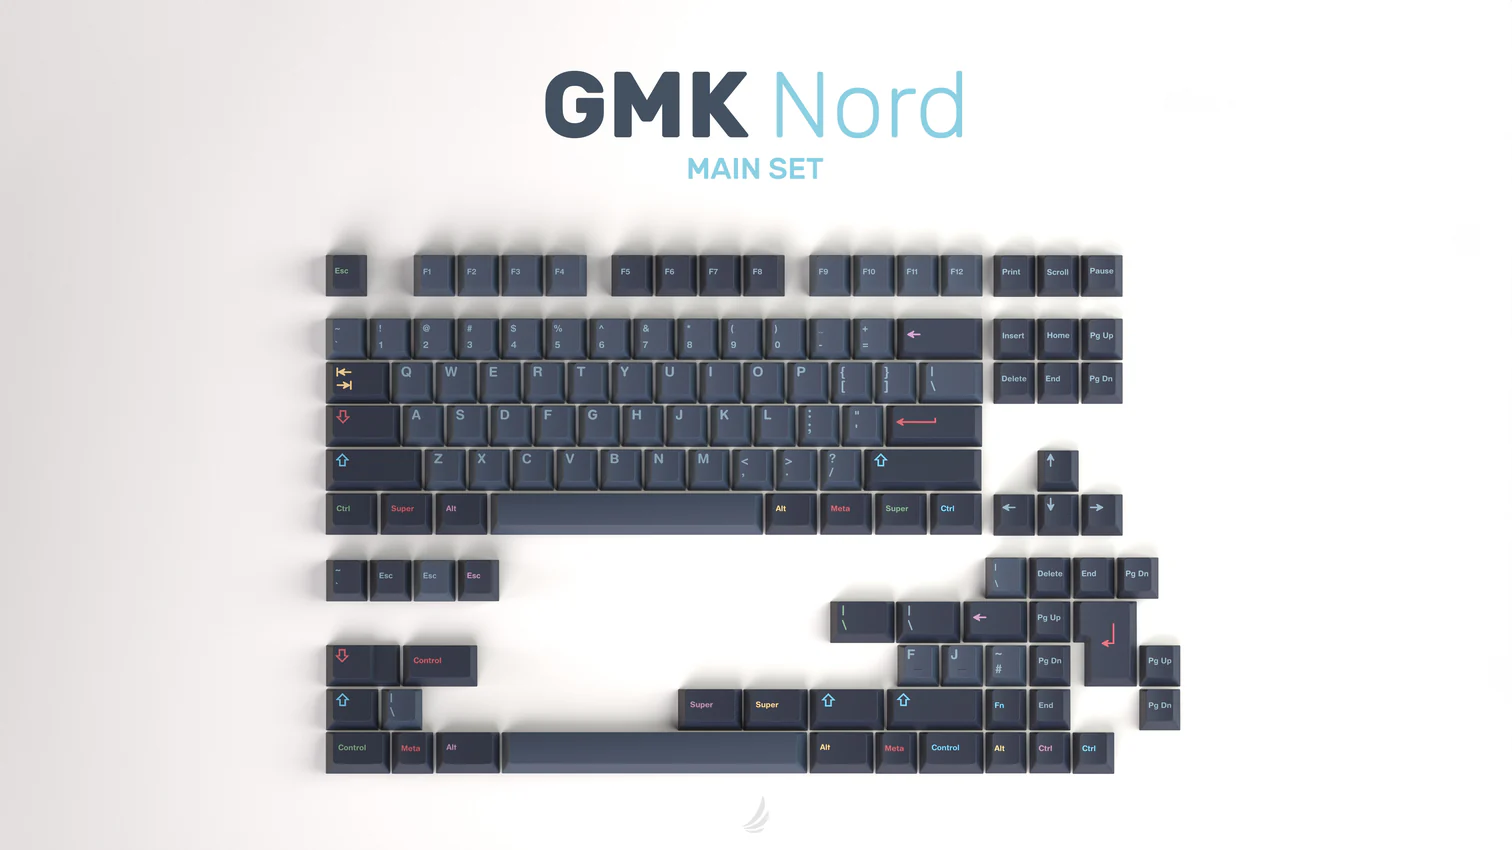 GMK Nord
MAIN SET
Esc F1 F2 F3 F4 F5 F6 F7 F8 F9 F10 F11 F12 Print Scroll Pause
~ ! @ # $ % ^ & * ( ) _ + ← Insert Home Pg Up
` 1 2 3 4 5 6 7 8 9 0 - =
Q W E R T Y U I O P { } | Delete End Pg Dn
[ ] \
A S D F G H J K L : "
; '
Z X C V B N M < > ?
, . /
Ctrl Super Alt Alt Meta Super Ctrl
~ Esc Esc Esc | Delete End Pg Dn
\
| | Pg Up
\ \
Control F J ~ Pg Dn Pg Up
#
| Super Super Fn End Pg Dn
\
Control Meta Alt Alt Meta Control Alt Ctrl Ctrl